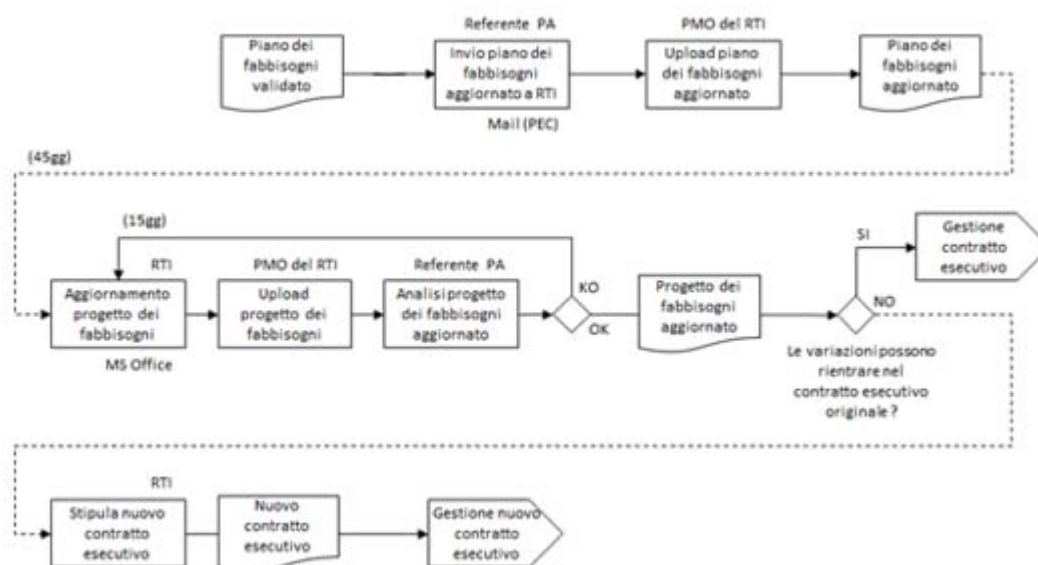 Referente PA
PMO del RTI
Piano dei
fabbisogni
validato
Invio piano dei
fabbisogni
aggiornato a RTI
Upload piano
dei fabbisogni
aggiornato
Piano dei
fabbisogni
aggiornato
Mail (PEC)
(45gg)
(15gg)
SI
Gestione
contratto
esecutivo
RTI
PMO del RTI
Referente PA
KO
Aggiornamento
progetto dei
fabbisogni
Upload
progetto dei
fabbisogni
Analisi progetto
dei fabbisogni
aggiornato
OK
Progetto dei
fabbisogni
aggiornato
NO
MS Office
Le variazioni possono
rientrare nel
contratto esecutivo
originale ?
RTI
Stipula nuovo
contratto
esecutivo
Nuovo
contratto
esecutivo
Gestione nuovo
contratto
esecutivo